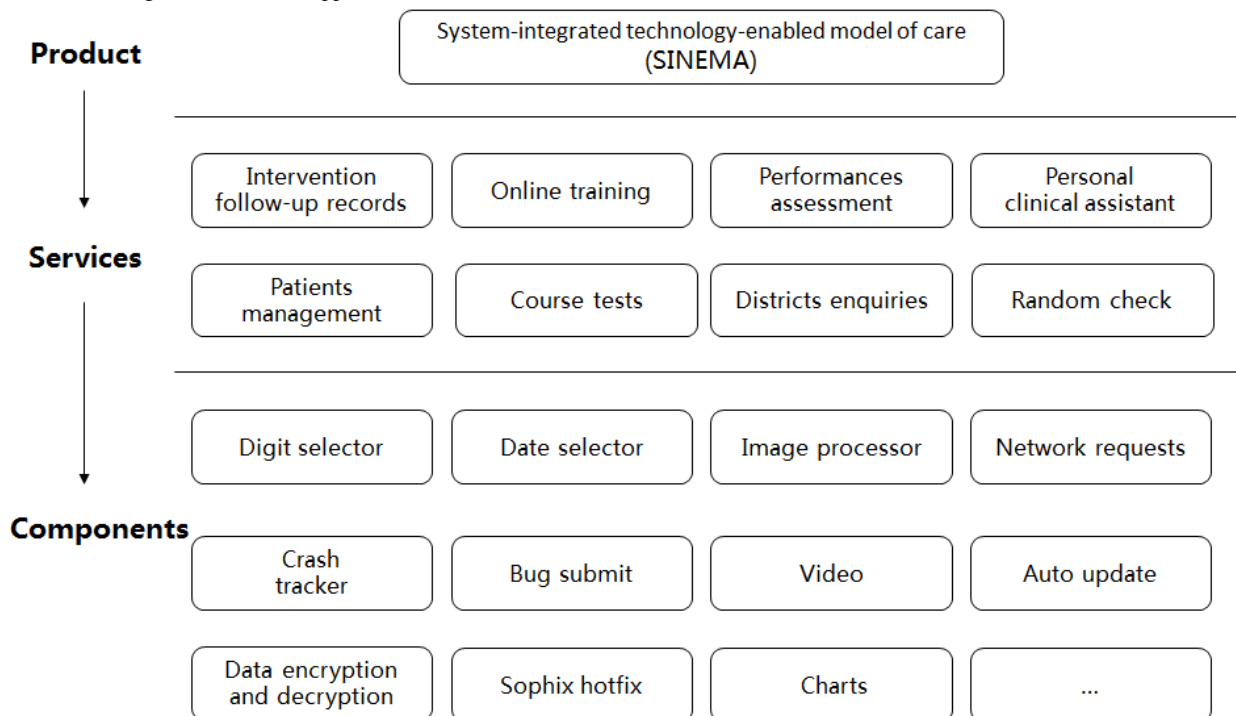 Product
System-integrated technology-enabled model of care
(SINEMA)
Intervention
follow-up records
Online training
Performances
assessment
Personal
clinical assistant
Services
Patients
management
Course tests
Districts enquiries
Random check
Digit selector
Date selector
Image processor
Network requests
Components
Crash
tracker
Bug submit
Video
Auto update
Data encryption
and decryption
Sophix hotfix
Charts
...